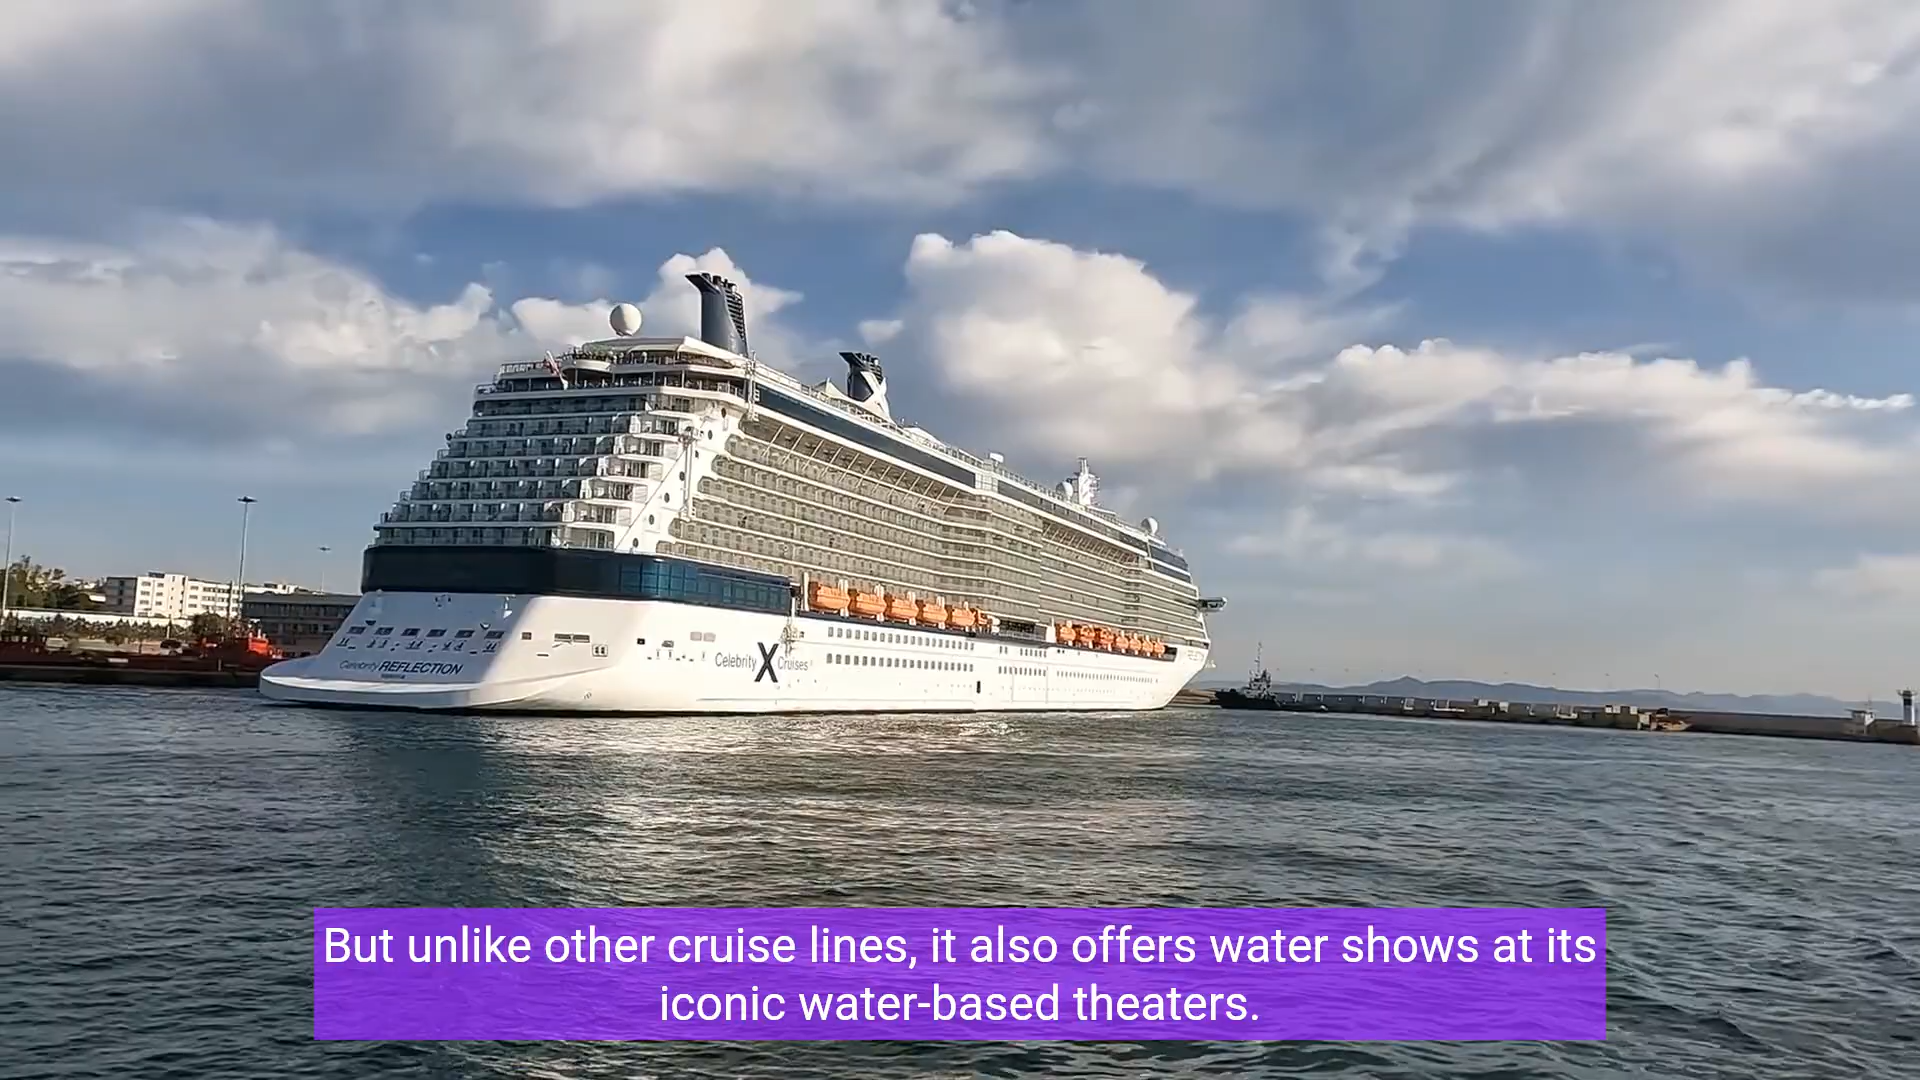 Celebrity REFLECTION
Celebrity X Cruises
But unlike other cruise lines, it also offers water shows at its
iconic water-based theaters.